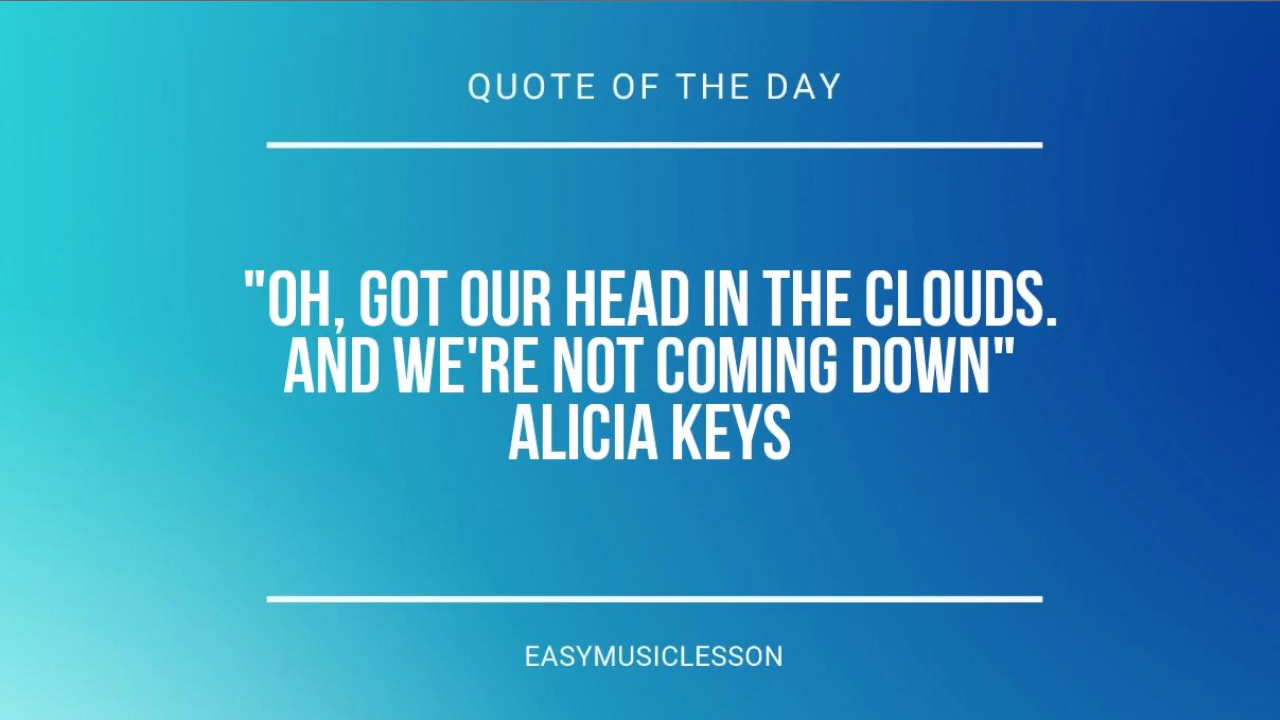 QUOTE OF THE DAY
"OH, GOT OUR HEAD IN THE CLOUDS.
AND WE'RE NOT COMING DOWN"
ALICIA KEYS
EASYMUSICLESSON